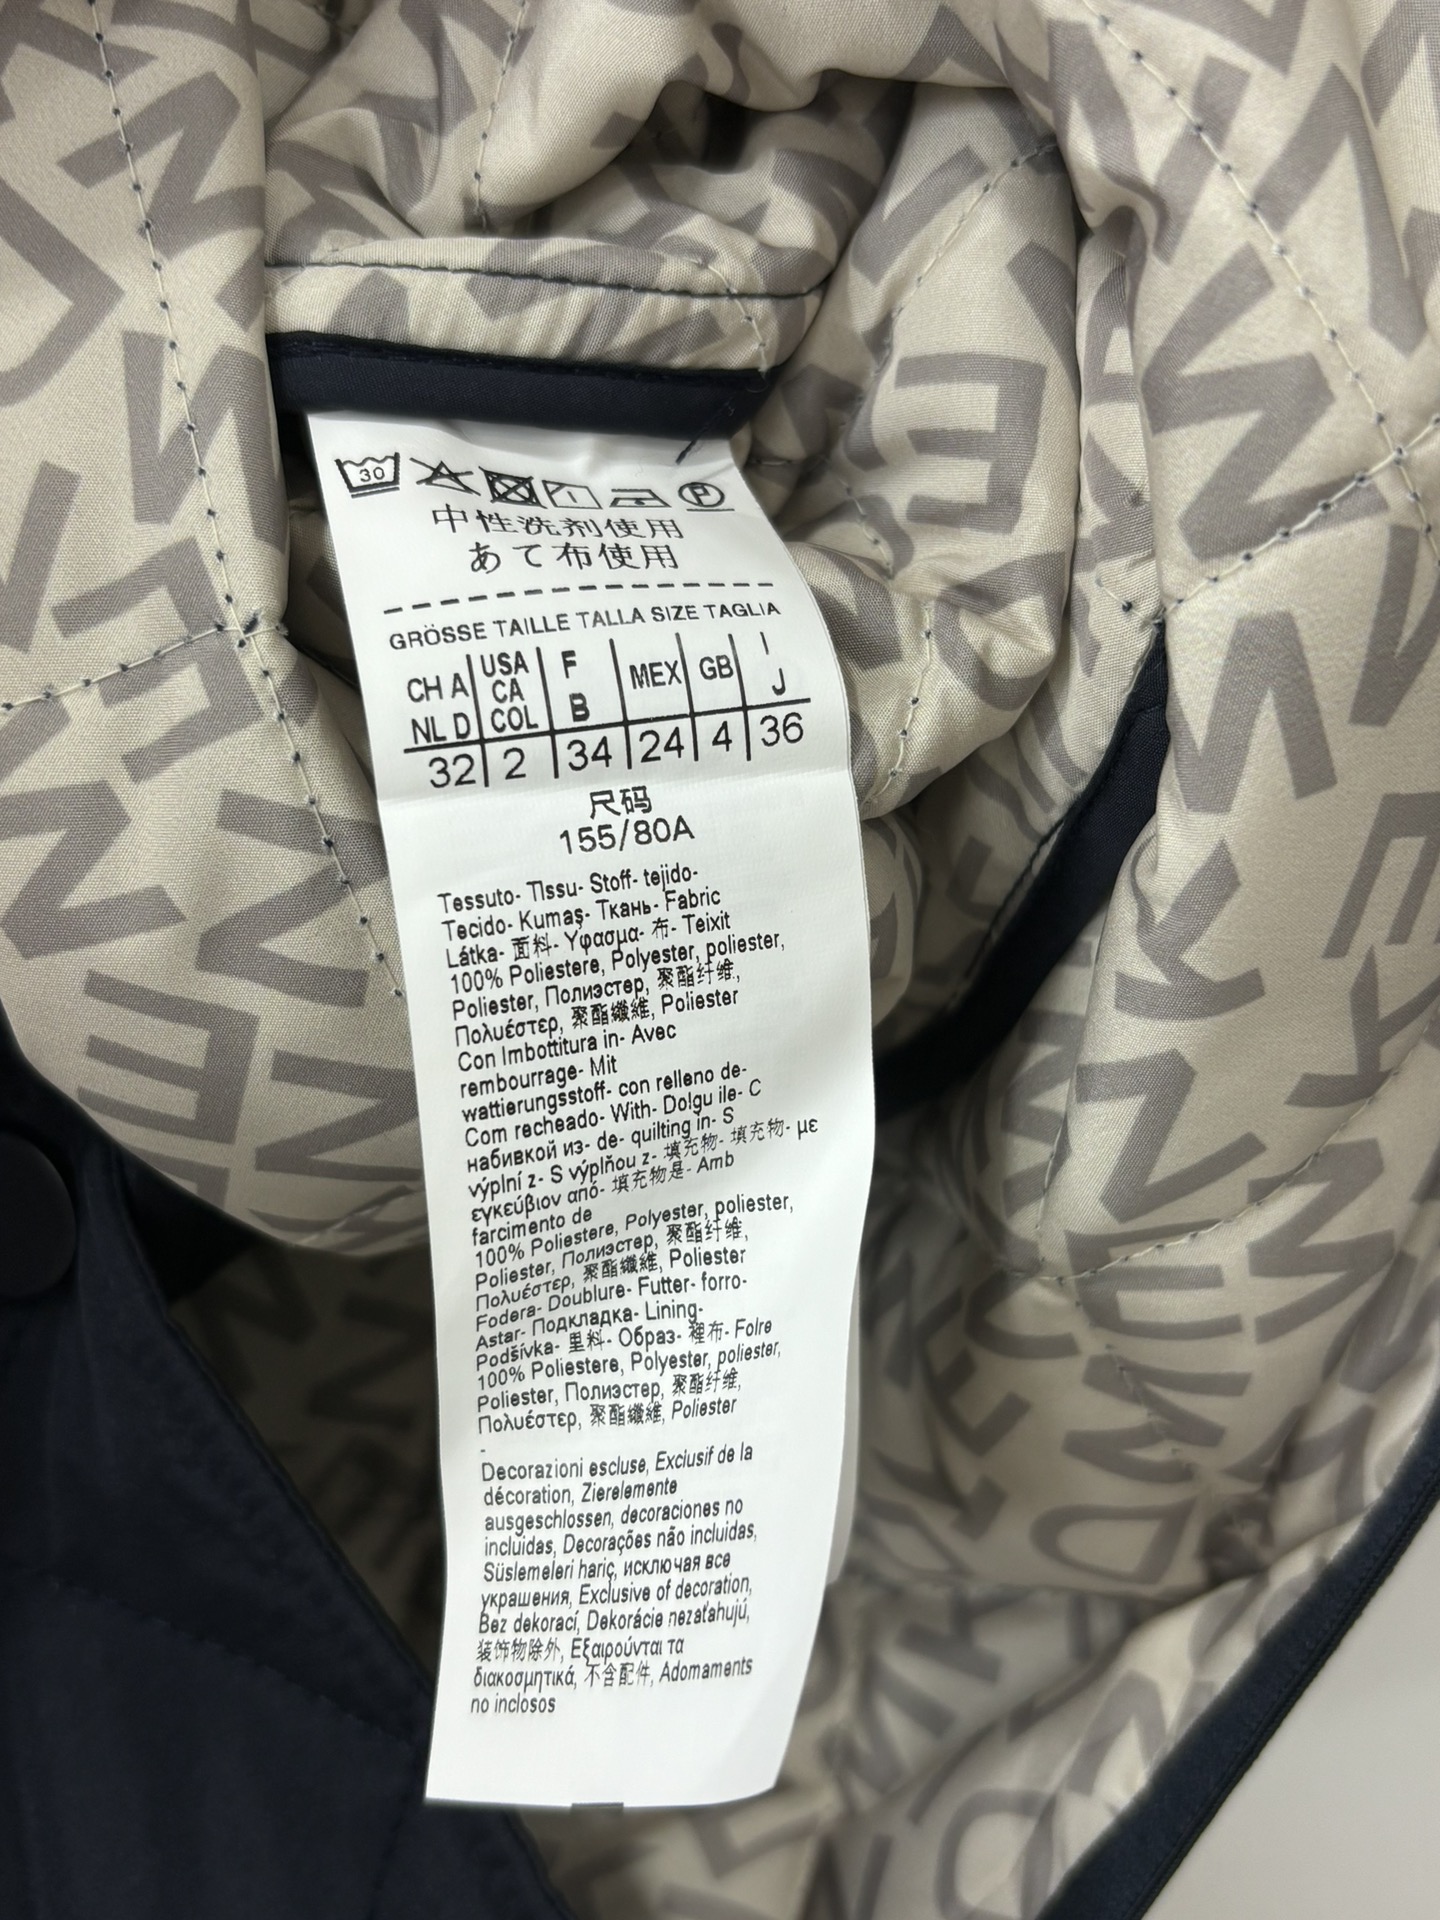 30
P
中性洗剂使用
あて布使用
GRÖSSE TAILLE TALLA SIZE TAGLIA
CH A NL D | USA CA COL | F B | MEX | GB | I J
32 | 2 | 34 | 24 | 4 | 36
尺码
155/80A
Tessuto- TIssu- Stoff- tejido-
Tecido- Kumaş- Ткань- Fabric
Látka- 面料- Υφασμα- 布- Teixit
100% Poliestere, Polyester, poliester,
Poliester, Полиэстер, 聚酯纤维,
Πολυέστερ, 聚酯纖維, Poliester
Con Imbottitura in- Avec
rembourrage- Mit
wattierungsstoff- con relleno de-
Com recheado- With- Do!gu ile- C
набивкой из- de- quilting in- S
výplní z- S výplňou z- 填充物- 填充物- με
εγκεύβιον από- 填充物是- Amb
farcimento de
100% Poliestere, Polyester, poliester,
Poliester, Полиэстер, 聚酯纤维,
Πολυέστερ, 聚酯纖維, Poliester
Fodera- Doublure- Futter- forro-
Astar- Подкладка- Lining-
Podšívka- 里料- Образ- 裡布- Folre
100% Poliestere, Polyester, poliester,
Poliester, Полиэстер, 聚酯纤维,
Πολυέστερ, 聚酯纖維, Poliester
-
Decorazioni escluse, Exclusif de la
décoration, Zierelemente
ausgeschlossen, decoraciones no
incluidas, Decorações não incluidas,
Süslemeleri hariç, исключая все
украшения, Exclusive of decoration,
Bez dekorací, Dekorácie nezaťahujú,
装饰物除外, Εξαιρούνται τα
διακοσμητικά, 不含配件, Adornaments
no inclosos